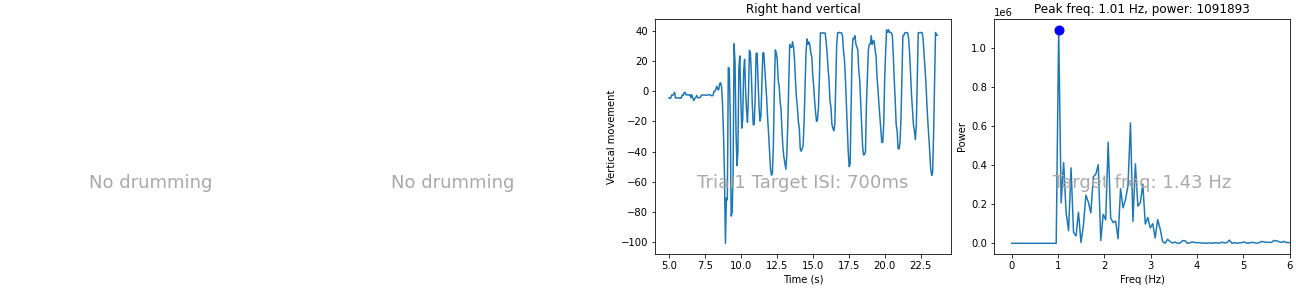 No drumming
No drumming
Right hand vertical
Vertical movement
40
20
0
−20
−40
−60
−80
−100
Trial 1 Target ISI: 700ms
5.0 7.5 10.0 12.5 15.0 17.5 20.0 22.5
Time (s)
Peak freq: 1.01 Hz, power: 1091893
1e6
Power
1.0
0.8
0.6
0.4
0.2
0.0
Target freq: 1.43 Hz
0 1 2 3 4 5 6
Freq (Hz)